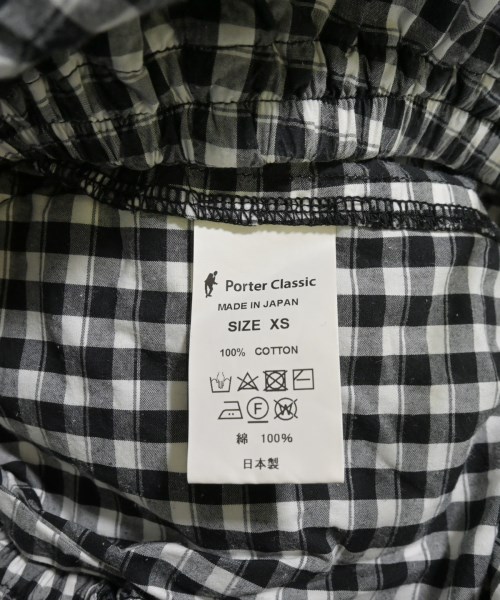 Porter Classic
MADE IN JAPAN
SIZE XS
100% COTTON
F W
綿 100%
日本製